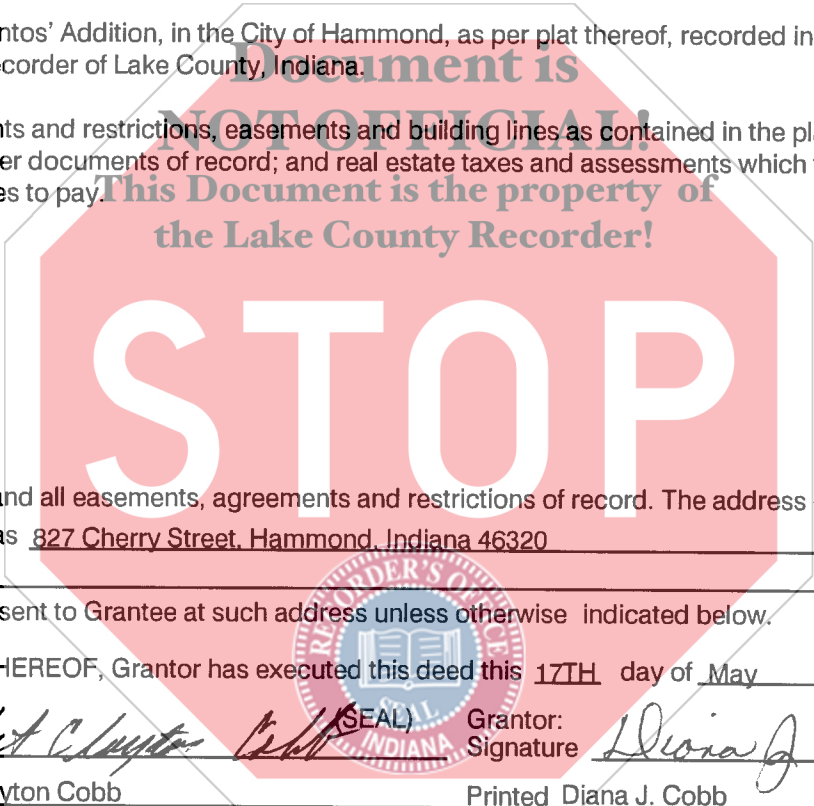 ntos' Addition, in the City of Hammond, as per plat thereof, recorded in
ecorder of Lake County, Indiana.
Document is
NOT OFFICIAL!
nts and restrictions, easements and building lines as contained in the pl
er documents of record; and real estate taxes and assessments which
es to pay.
This Document is the property of
the Lake County Recorder!
STOP
nd all easements, agreements and restrictions of record. The address
as 827 Cherry Street, Hammond, Indiana 46320
sent to Grantee at such address unless otherwise indicated below.
HEREOF, Grantor has executed this deed this 17TH day of May
RECORDER'S OFFICE
SEAL
INDIANA
(SEAL) Grantor:
Clayton Cobb Signature Diana J
yton Cobb Printed Diana J. Cobb